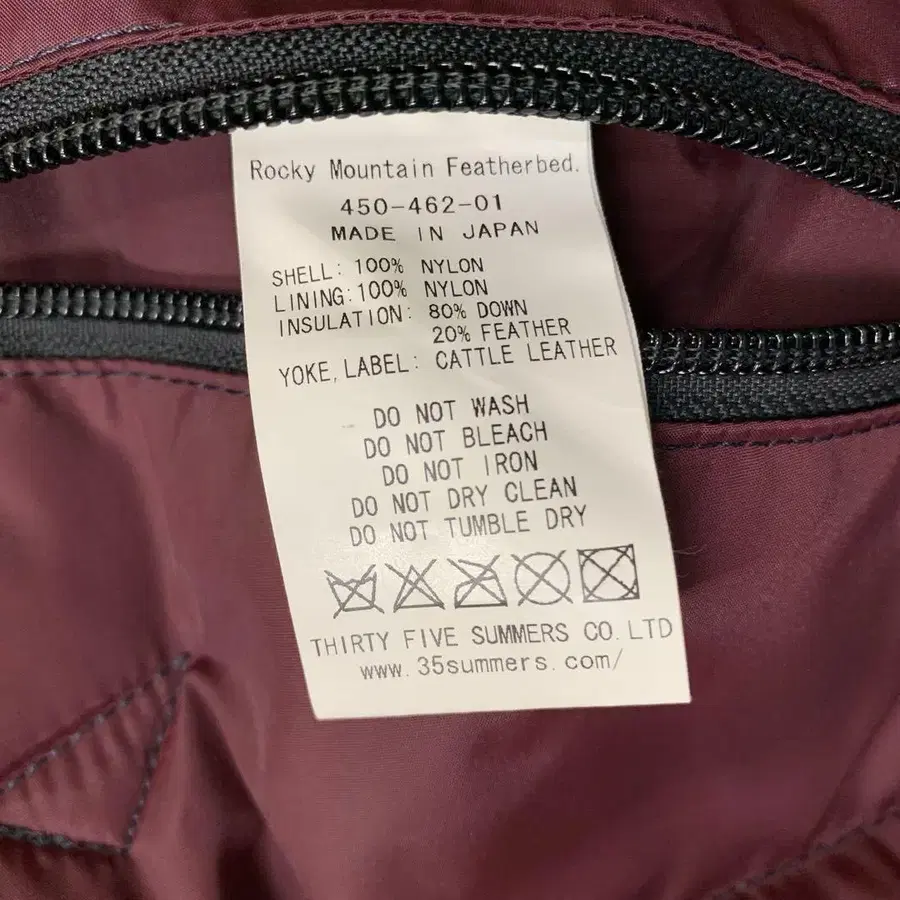 Rocky Mountain Featherbed.
450-462-01
MADE IN JAPAN
SHELL: 100% NYLON
LINING:100% NYLON
INSULATION: 80% DOWN
20% FEATHER
YOKE, LABEL: CATTLE LEATHER
DO NOT WASH
DO NOT BLEACH
DO NOT IRON
DO NOT DRY CLEAN
DO NOT TUMBLE DRY
THIRTY FIVE SUMMERS CO. LTD
www.35summers.com/